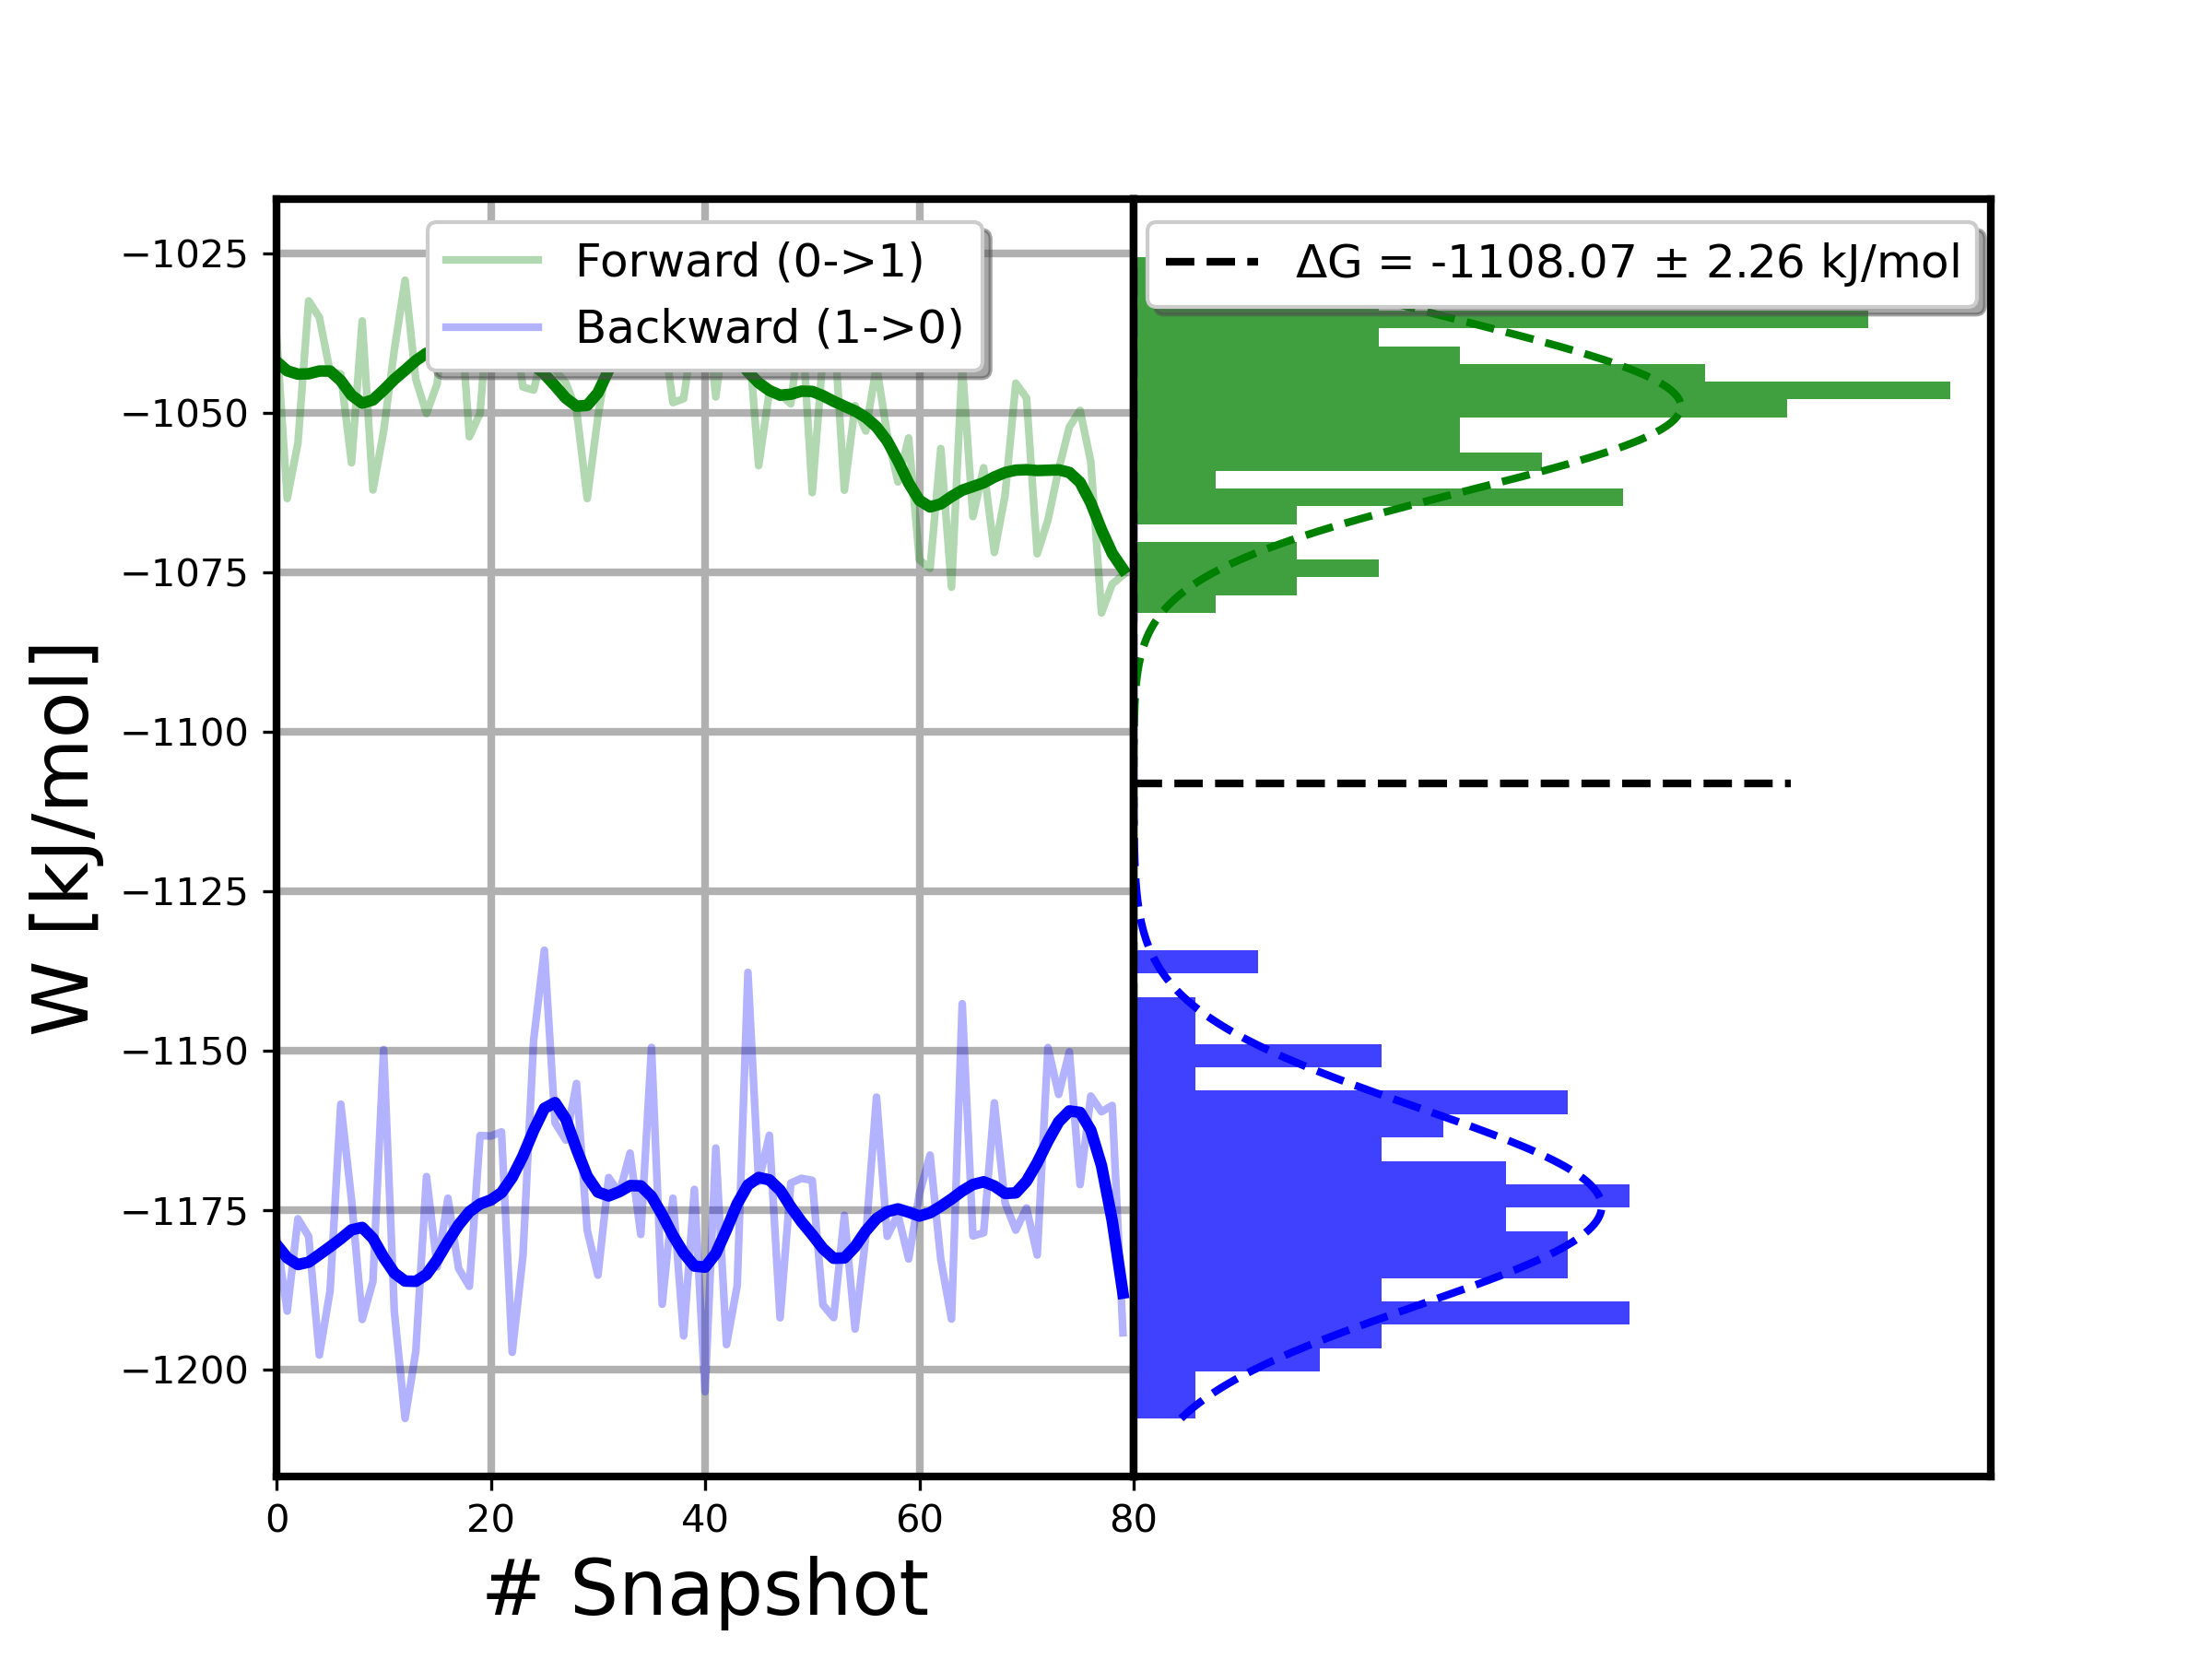 Forward (0->1)
Backward (1->0)
ΔG = -1108.07 ± 2.26 kJ/mol
W [kJ/mol]
−1025
−1050
−1075
−1100
−1125
−1150
−1175
−1200
0 20 40 60 80
# Snapshot